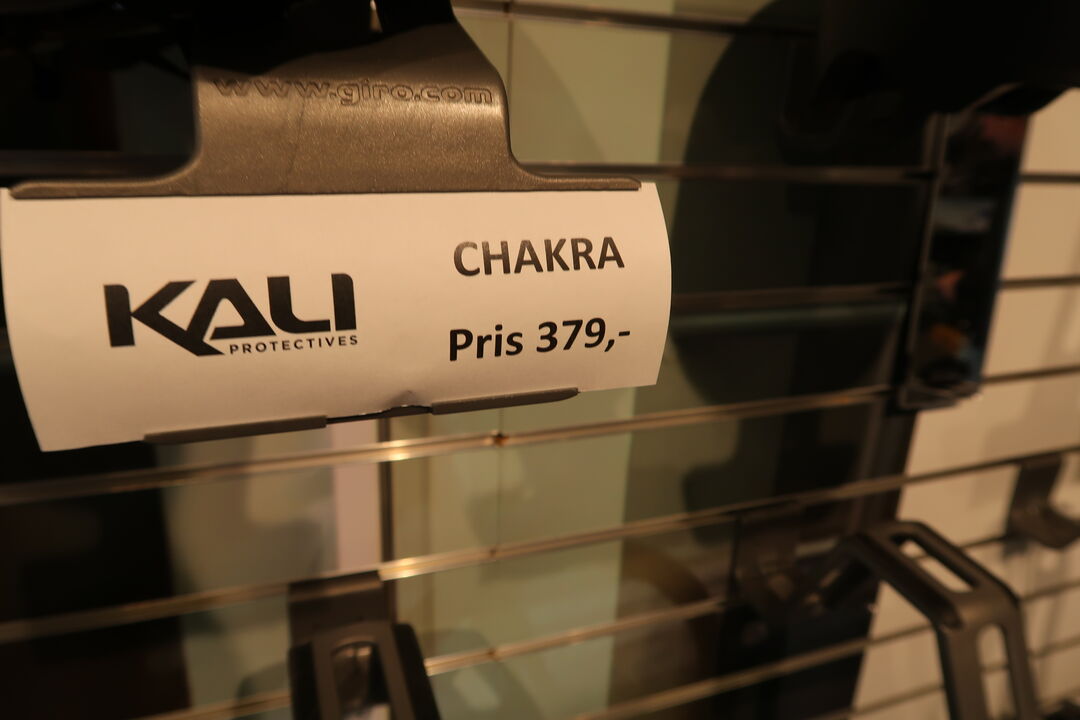 www.giro.com
KALI
PROTECTIVES
CHAKRA
Pris 379,-